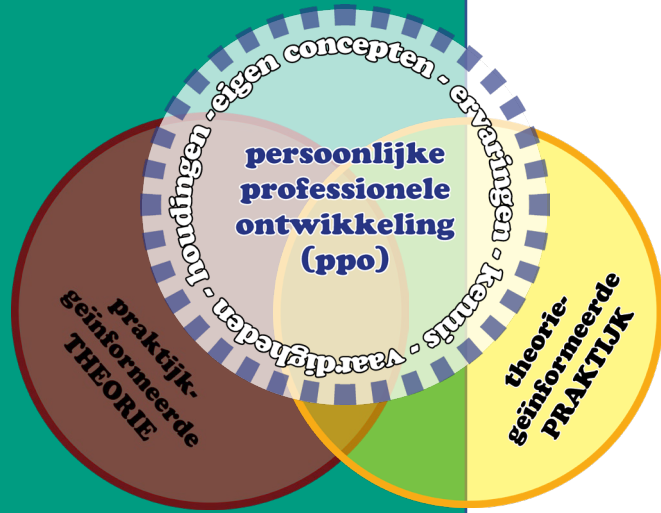 houdingen -eigen concepten - ervaringen - kennis - vaardigheden -
persoonlijke
professionele
ontwikkeling
(ppo)
praktijk-
geïnformeerde
THEORIE
theorie-
geïnformeerde
PRAKTIJK